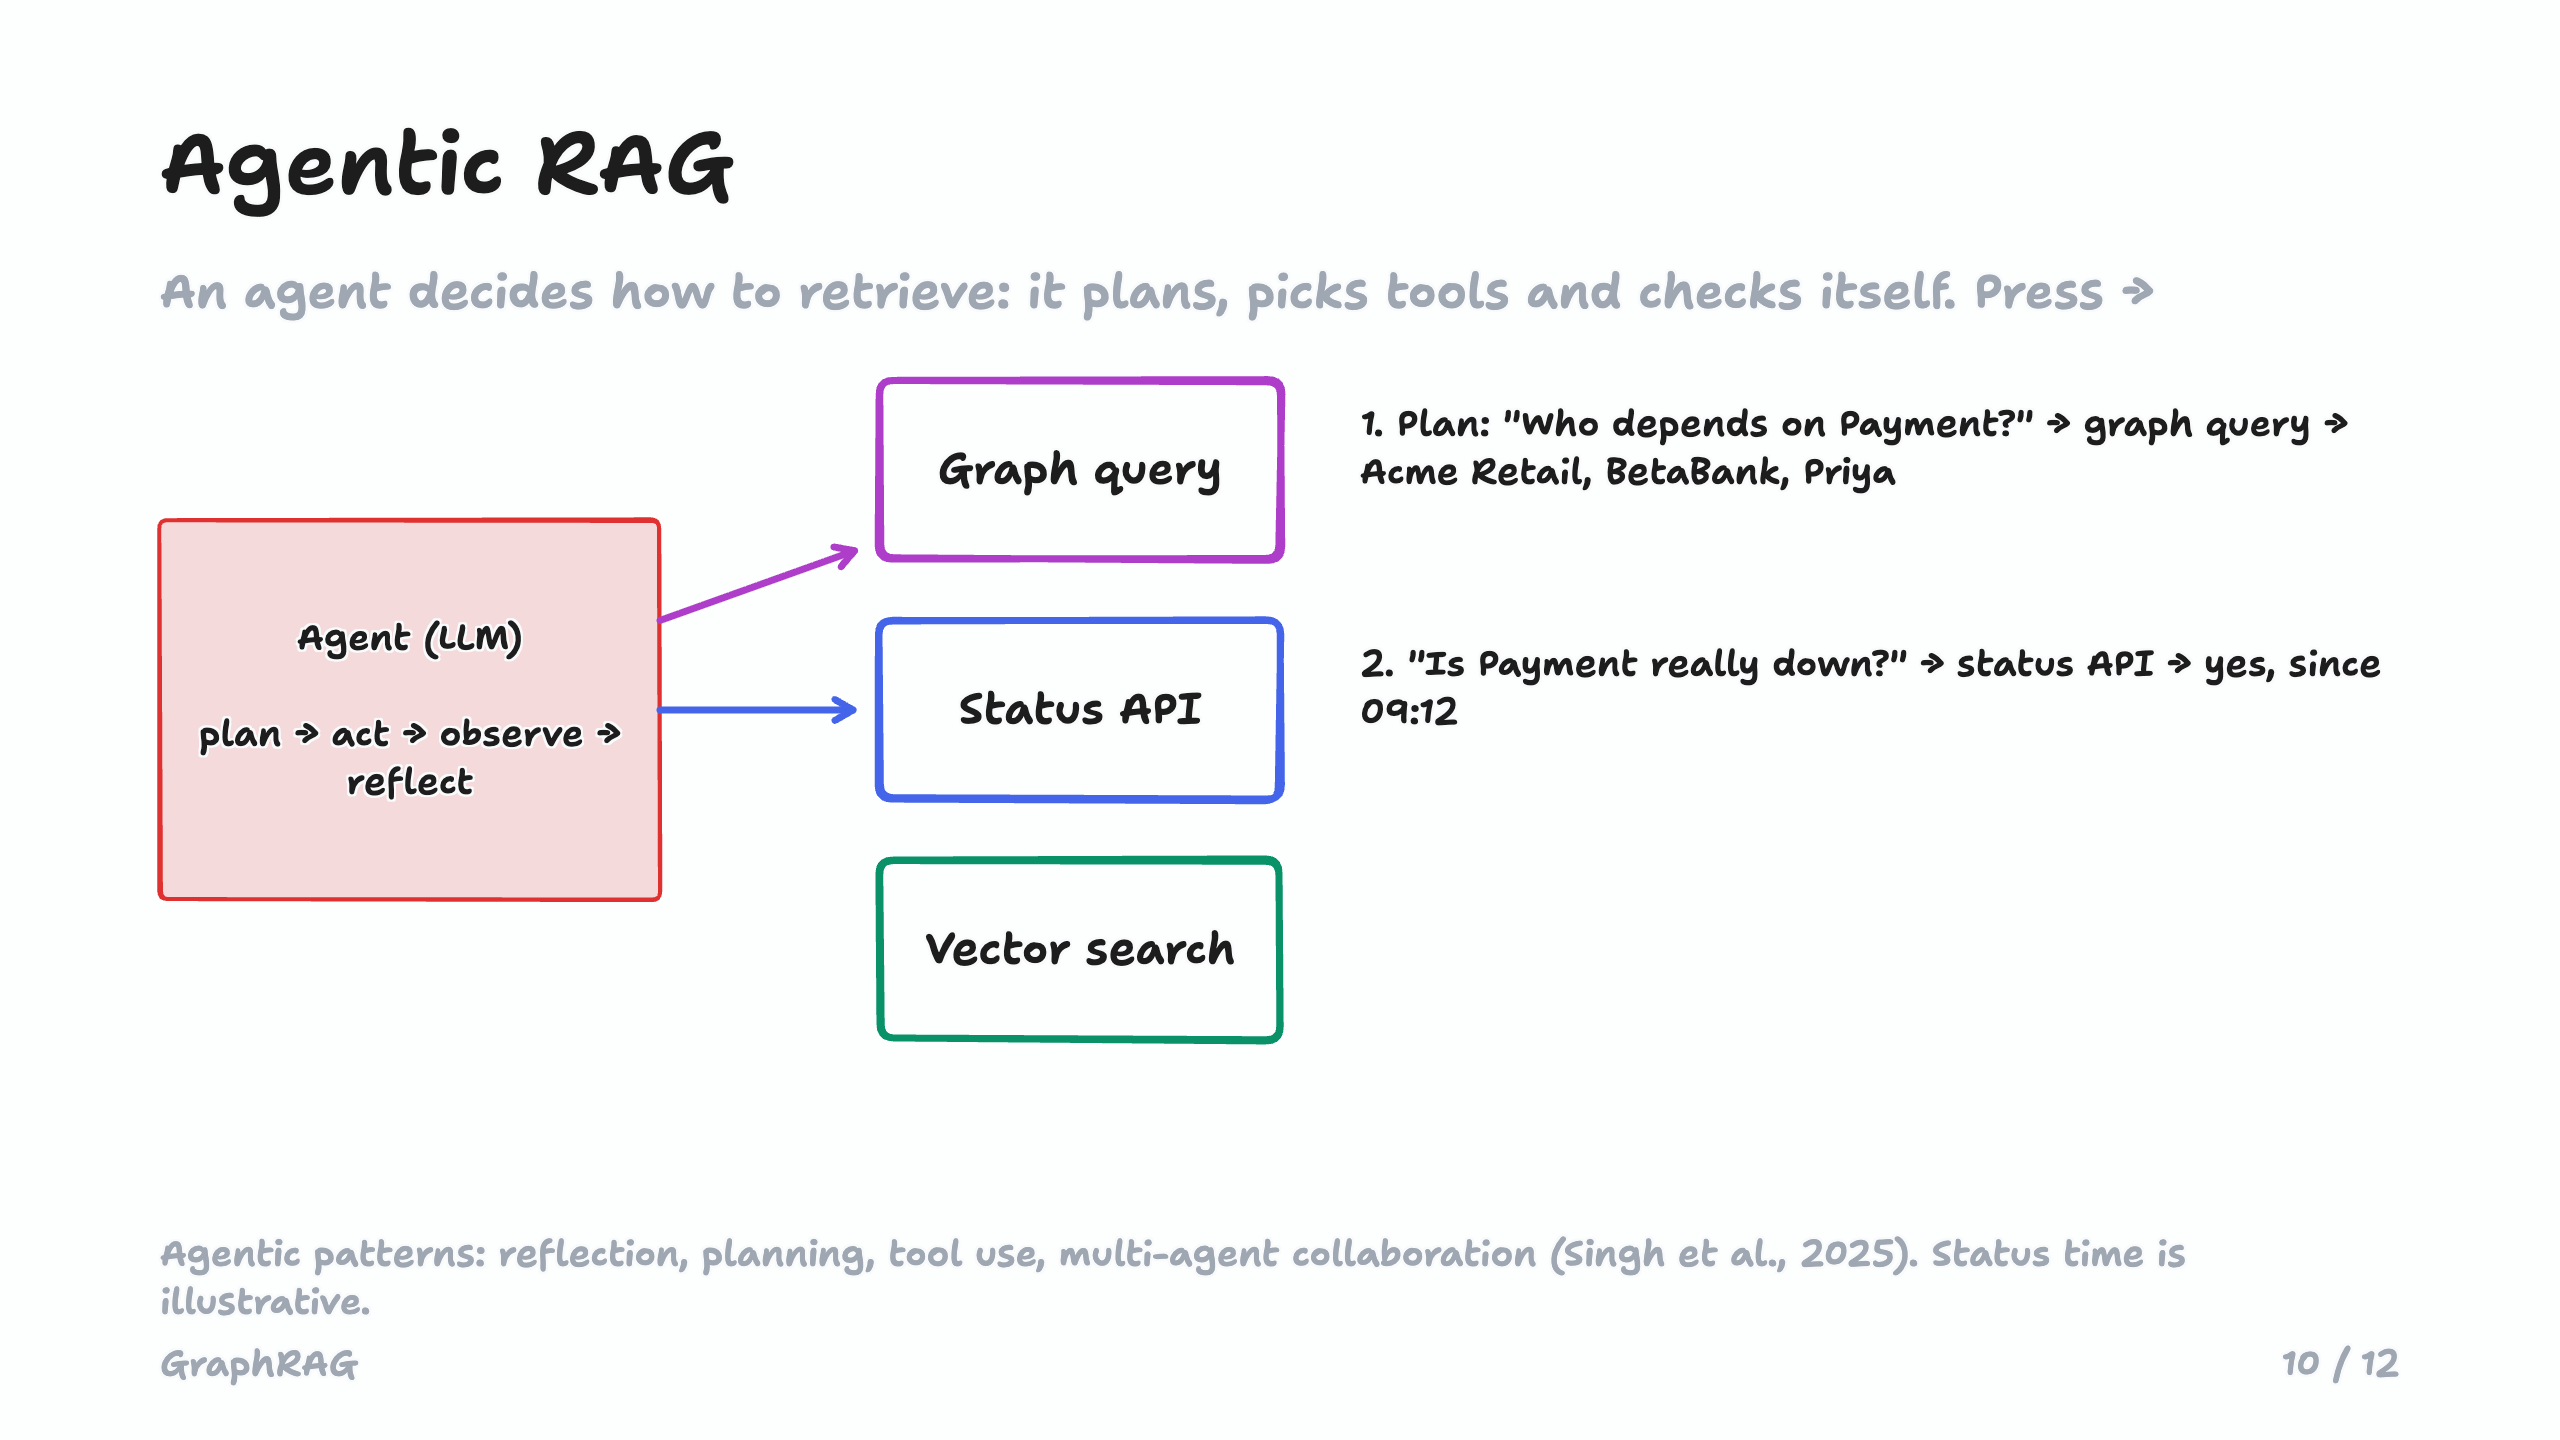 Agentic RAG
An agent decides how to retrieve: it plans, picks tools and checks itself. Press →
Graph query
1. Plan: "Who depends on Payment?" → graph query →
Acme Retail, BetaBank, Priya
Agent (LLM)
plan → act → observe →
reflect
Status API
2. "Is Payment really down?" → status API → yes, since
09:12
Vector search
Agentic patterns: reflection, planning, tool use, multi-agent collaboration (Singh et al., 2025). Status time is
illustrative.
GraphRAG
10 / 12